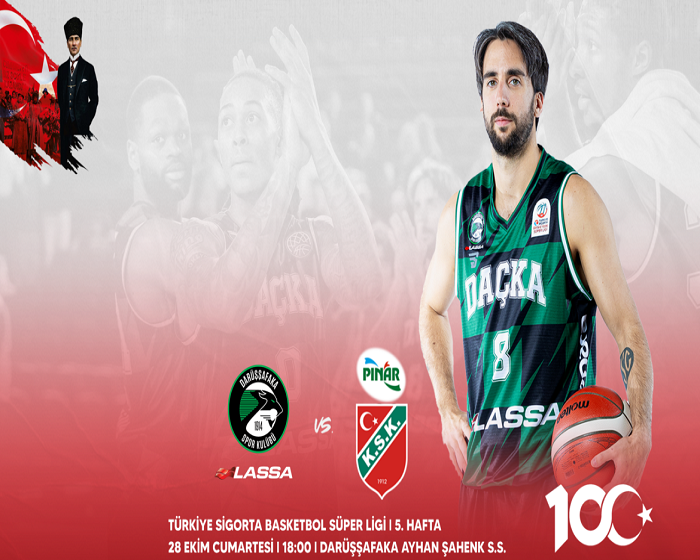 DAÇKA
8
LASSA
molten
DARÜŞŞAFAKA
1914
SPOR KULÜBÜ
LASSA
vs.
PINAR
K.S.K.
1912
100
TÜRKİYE SİGORTA BASKETBOL SÜPER LİGİ | 5. HAFTA
28 EKİM CUMARTESİ | 18:00 | DARÜŞŞAFAKA AYHAN ŞAHENK S.S.